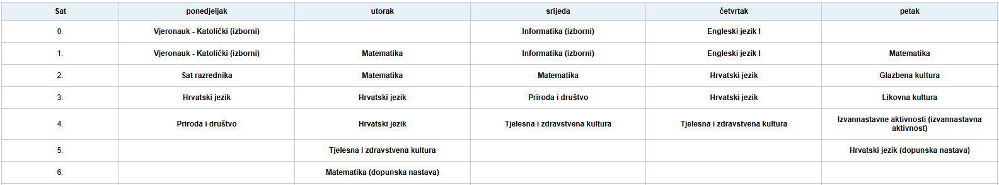 Sat ponedjeljak utorak srijeda četvrtak petak
0. Vjeronauk - Katolički (izborni) Informatika (izborni) Engleski jezik I
1. Vjeronauk - Katolički (izborni) Matematika Informatika (izborni) Engleski jezik I Matematika
2. Sat razrednika Matematika Matematika Hrvatski jezik Glazbena kultura
3. Hrvatski jezik Hrvatski jezik Priroda i društvo Hrvatski jezik Likovna kultura
4. Priroda i društvo Hrvatski jezik Tjelesna i zdravstvena kultura Tjelesna i zdravstvena kultura Izvannastavne aktivnosti (izvannastavna
aktivnost)
5. Tjelesna i zdravstvena kultura Hrvatski jezik (dopunska nastava)
6. Matematika (dopunska nastava)